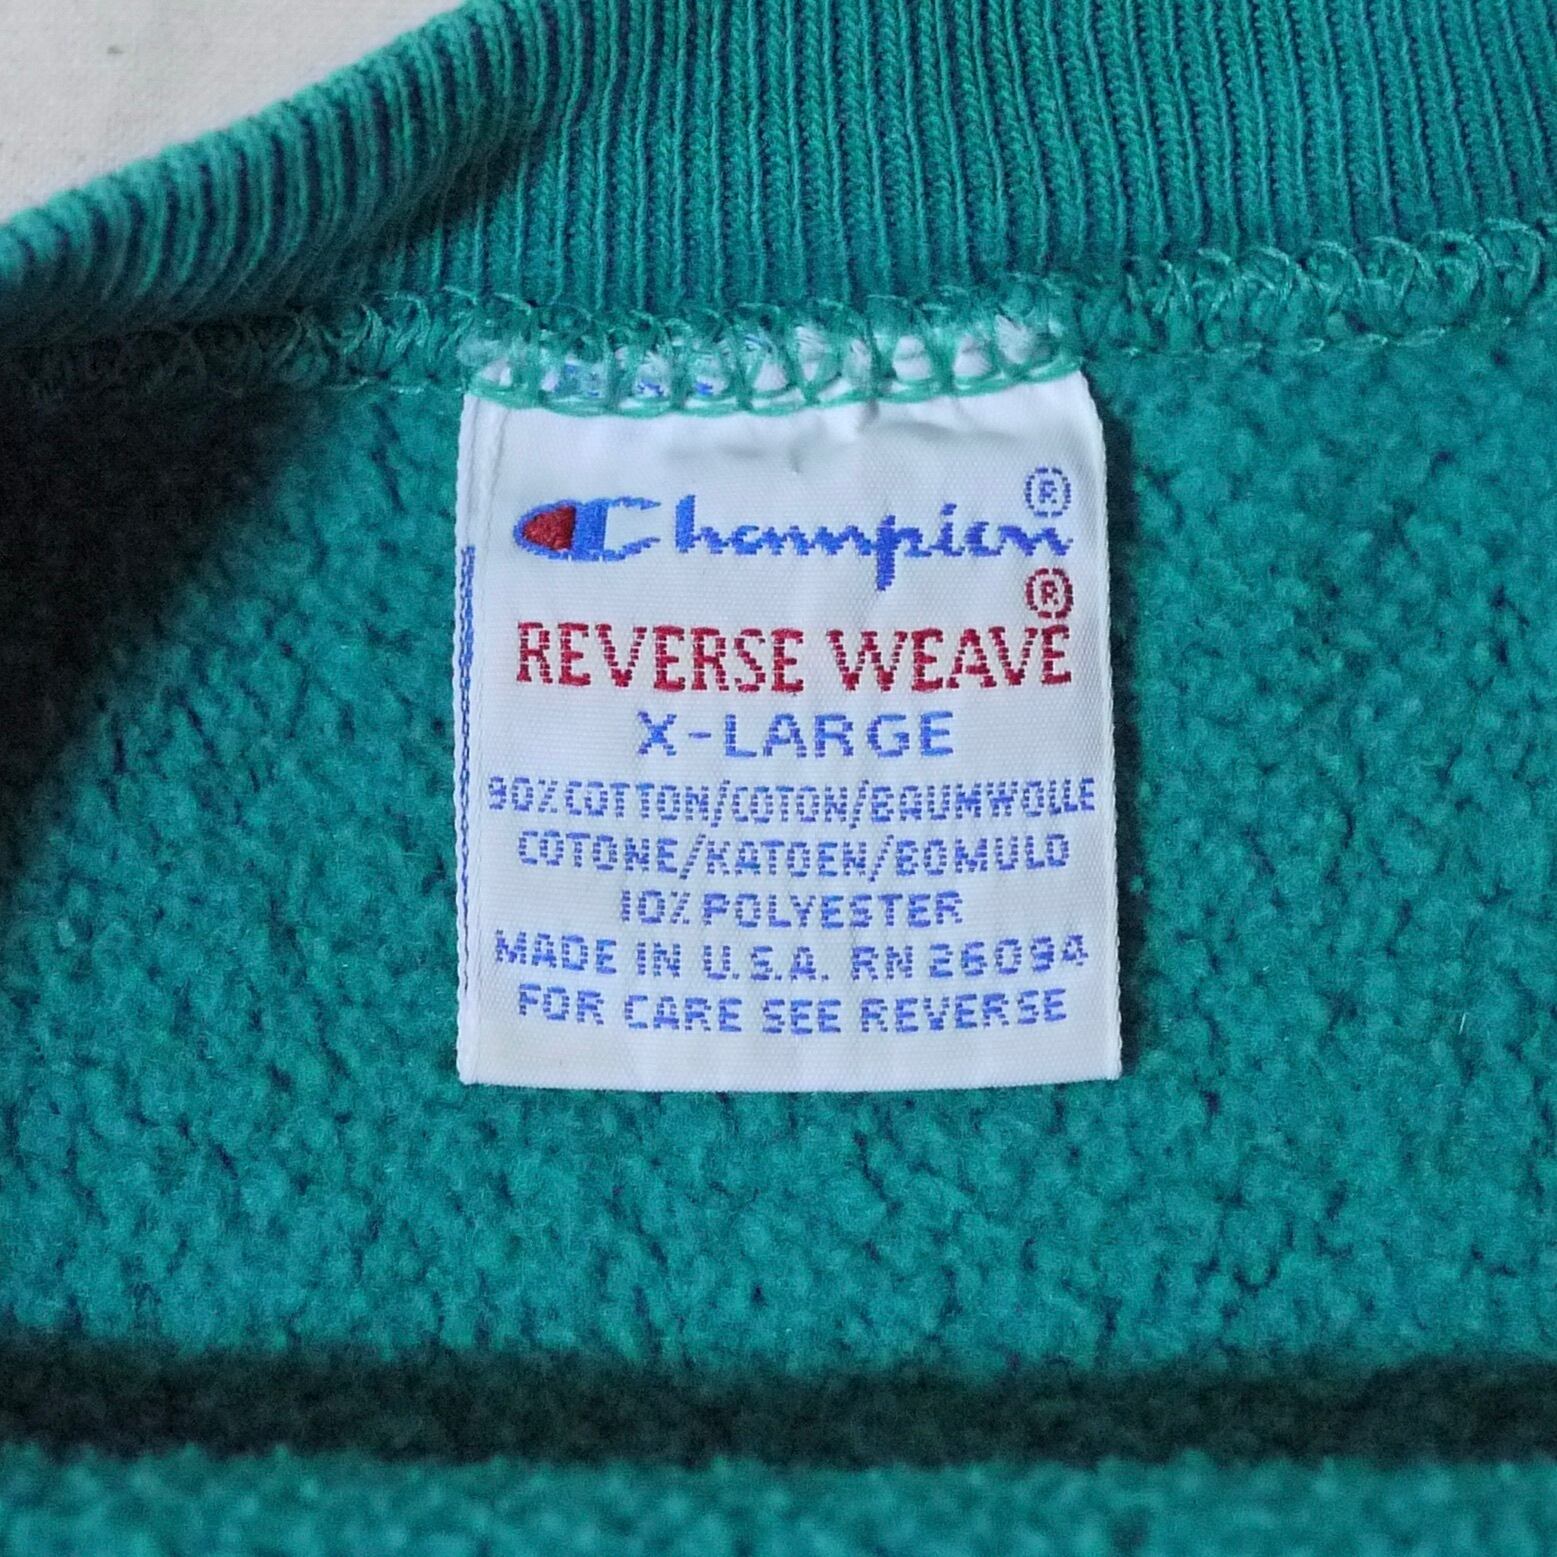 Champion®
REVERSE WEAVE®
X-LARGE
90% COTTON/COTON/BAUMWOLLE
COTONE/KATOEN/BOMULD
10% POLYESTER
MADE IN U.S.A. RN 26094
FOR CARE SEE REVERSE